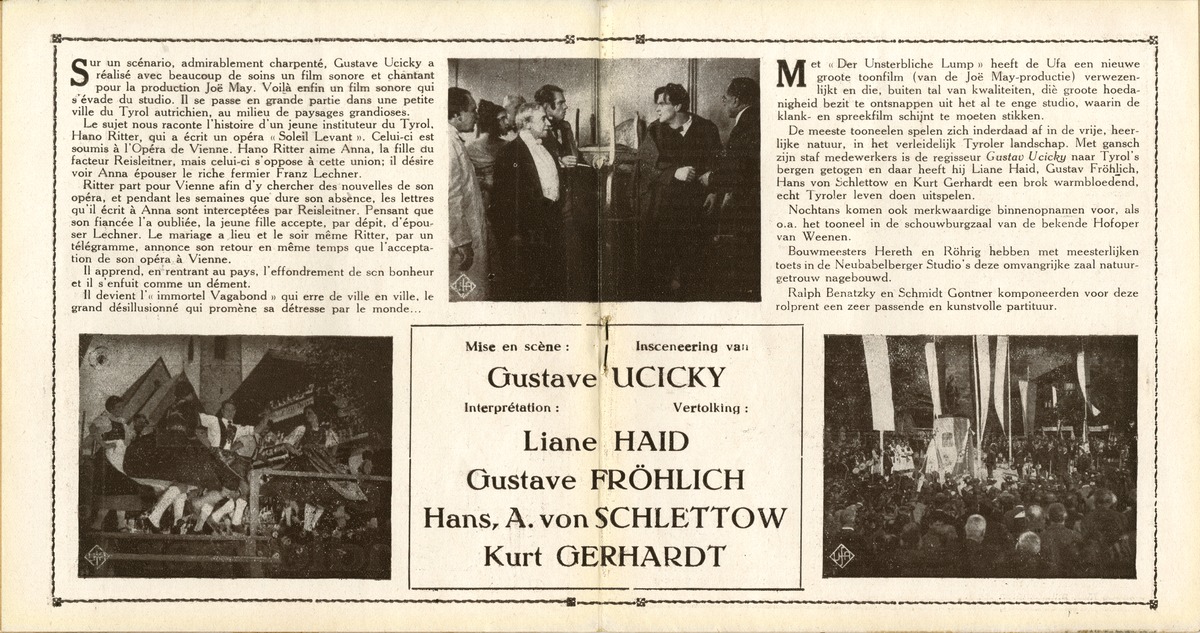 Sur un scénario, admirablement charpenté, Gustave Ucicky a
réalisé avec beaucoup de soins un film sonore et chantant
pour la production Joë May. Voilà enfin un film sonore qui
s'évade du studio. Il se passe en grande partie dans une petite
ville du Tyrol autrichien, au milieu de paysages grandioses.
Le sujet nous raconte l'histoire d'un jeune instituteur du Tyrol,
Hano Ritter, qui a écrit un opéra « Soleil Levant ». Celui-ci est
soumis à l'Opéra de Vienne. Hano Ritter aime Anna, la fille du
facteur Reisleitner, mais celui-ci s'oppose à cette union; il désire
voir Anna épouser le riche fermier Franz Lechner.
Ritter part pour Vienne afin d'y chercher des nouvelles de son
opéra, et pendant les semaines que dure son absènce, les lettres
qu'il écrit à Anna sont interceptées par Reisleitner. Pensant que
son fiancée l'a oubliée, la jeune fille accepte, par dépit, d'épou-
ser Lechner. Le mariage a lieu et le soir même Ritter, par un
télégramme, annonce son retour en même temps que l'accepta-
tion de son opéra à Vienne.
Il apprend, en rentrant au pays, l'effondrement de son bonheur
et il s'enfuit comme un dément.
Il devient l'« immortel Vagabond » qui erre de ville en ville, le
grand désillusionné qui promène sa détresse par le monde...
UfA
Met « Der Unsterbliche Lump » heeft de Ufa een nieuwe
groote toonfilm (van de Joë May-productie) verwezen-
lijkt en die, buiten tal van kwaliteiten, diè groote hoeda-
nigheid bezit te ontsnappen uit het al te enge studio, waarin de
klank- en spreekfilm schijnt te moeten stikken.
De meeste tooneelen spelen zich inderdaad af in de vrije, heer-
lijke natuur, in het verleidelijk Tyroler landschap. Met gansch
zijn staf medewerkers is de regisseur Gustav Ucicky naar Tyrol's
bergen getogen en daar heeft hij Liane Haid, Gustav Fröhlich,
Hans von Schlettow en Kurt Gerhardt een brok warmbloedend,
echt Tyroler leven doen uitspelen.
Nochtans komen ook merkwaardige binnenopnamen voor, als
o.a. het tooneel in de schouwburgzaal van de bekende Hofoper
van Weenen.
Bouwmeesters Hereth en Röhrig hebben met meesterlijken
toets in de Neubabelberger Studio's deze omvangrijke zaal natuur-
getrouw nagebouwd.
Ralph Benatzky en Schmidt Gontner komponeerden voor deze
rolprent een zeer passende en kunstvolle partituur.
UfA
Mise en scène : Insceneering van
Gustave UCICKY
Interprétation : Vertolking :
Liane HAID
Gustave FRÖHLICH
Hans, A. von SCHLETTOW
Kurt GERHARDT
UfA